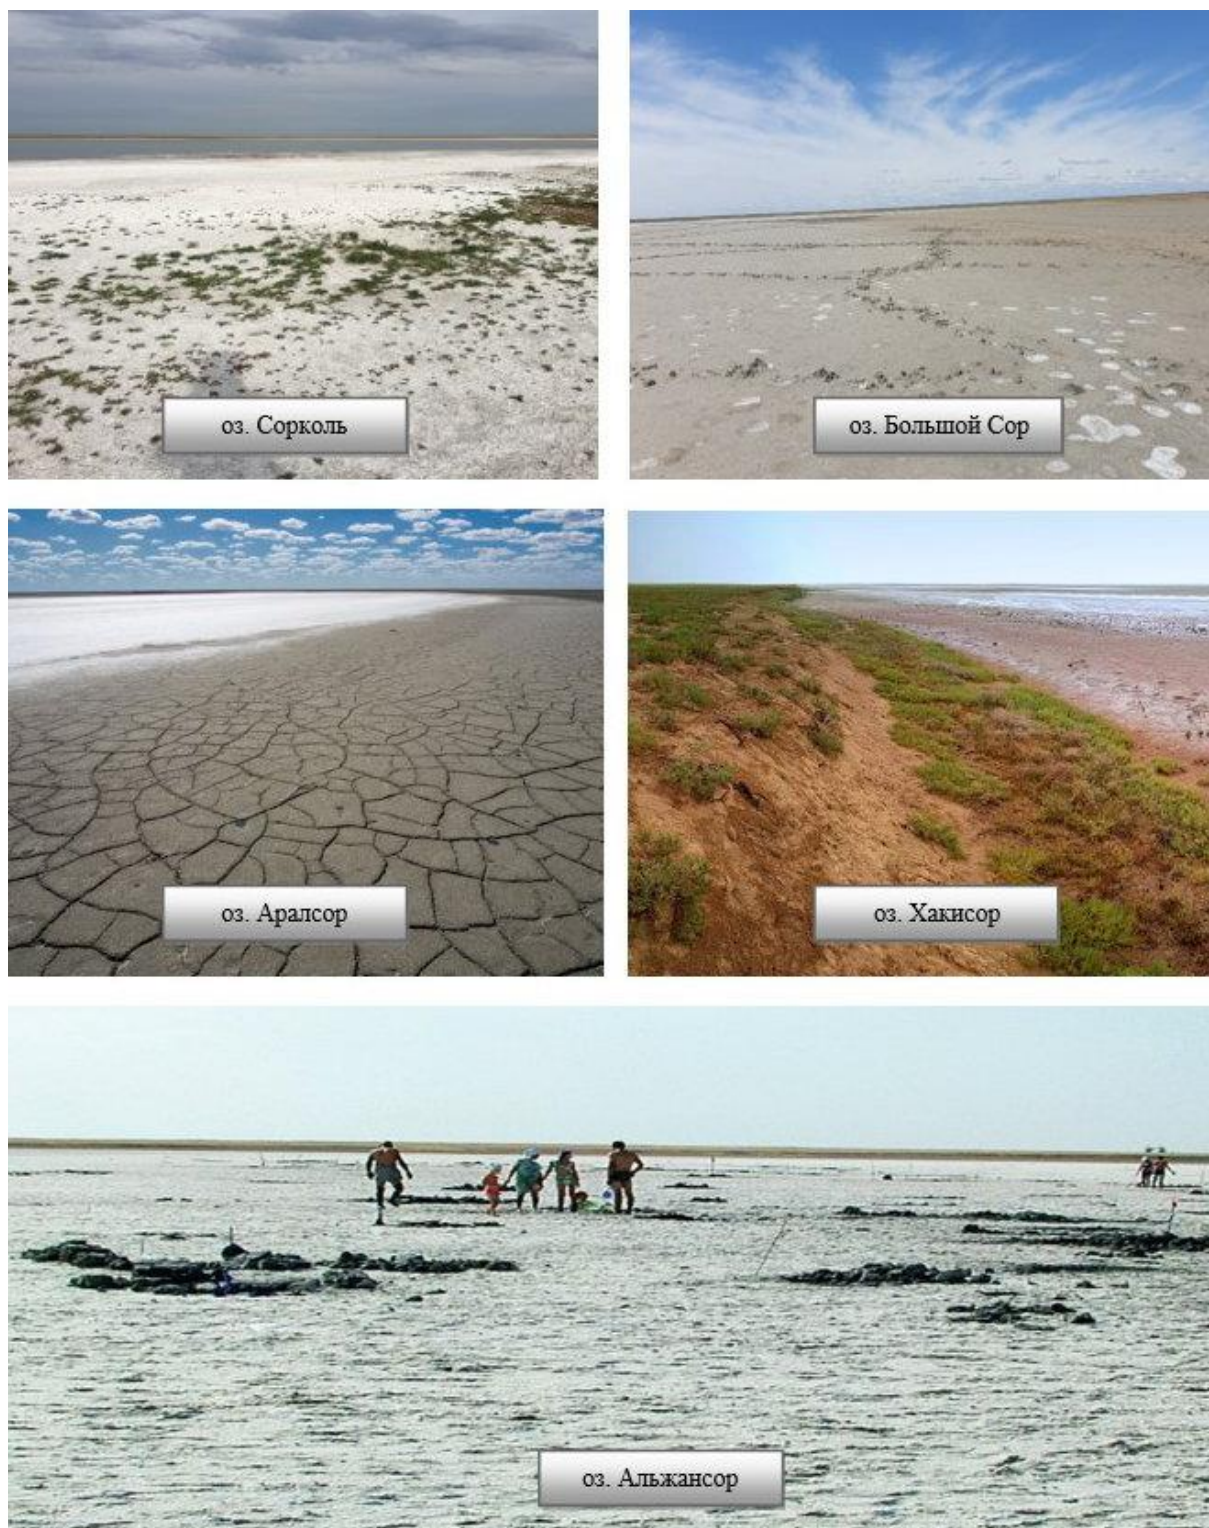 оз. Сорколь
оз. Большой Сор
оз. Аралсор
оз. Хакисор
оз. Альжансор